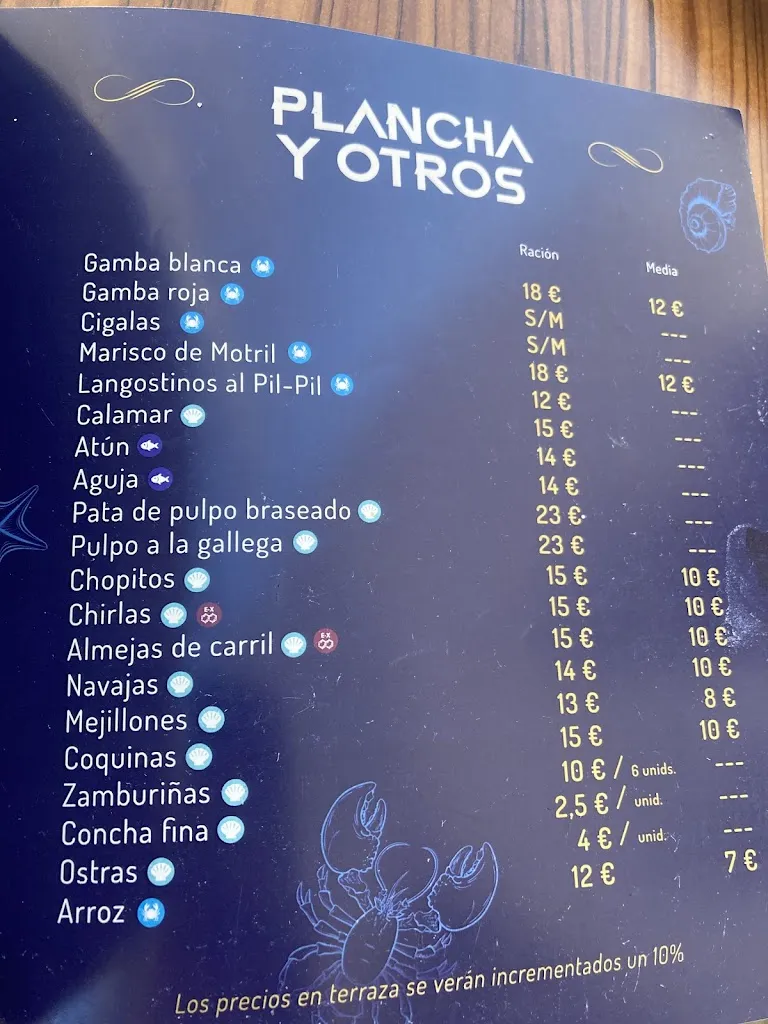 PLANCHA
Y OTROS
Ración Media
Gamba blanca 18 € 12 €
Gamba roja S/M ---
Cigalas S/M ---
Marisco de Motril 18 € 12 €
Langostinos al Pil-Pil 12 € ---
Calamar 15 € ---
Atún 14 € ---
Aguja 14 € ---
Pata de pulpo braseado 23 € ---
Pulpo a la gallega 23 € ---
Chopitos 15 € 10 €
Chirlas E-X 15 € 10 €
Almejas de carril E-X 15 € 10 €
Navajas 14 € 10 €
Mejillones 13 € 8 €
Coquinas 15 € 10 €
Zamburiñas 10 € / 6 unids. ---
Concha fina 2,5 € / unid. ---
Ostras 4 € / unid. ---
Arroz 12 € 7 €
Los precios en terraza se verán incrementados un 10%